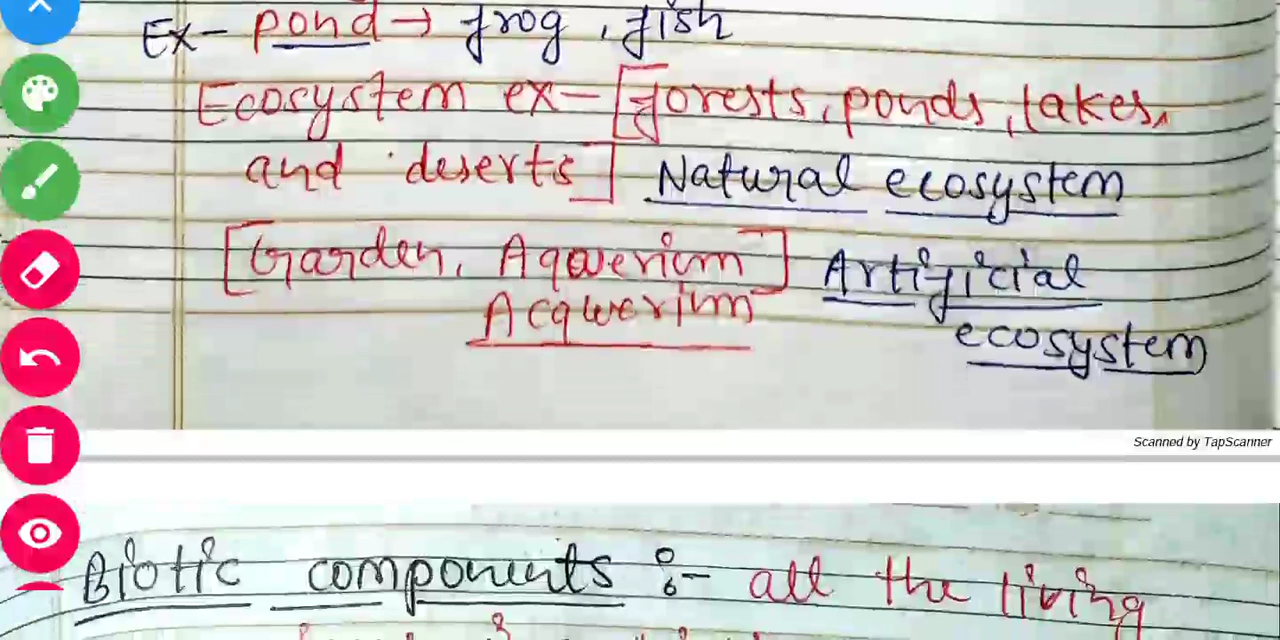 Ex- pond → frog, fish
Ecosystem ex- [forests, ponds, lakes,
and deserts] Natural ecosystem
[Garden, Aqwerium] Artificial
Acqwerium
ecosystem
Scanned by TapScanner
Biotic components :- all the living